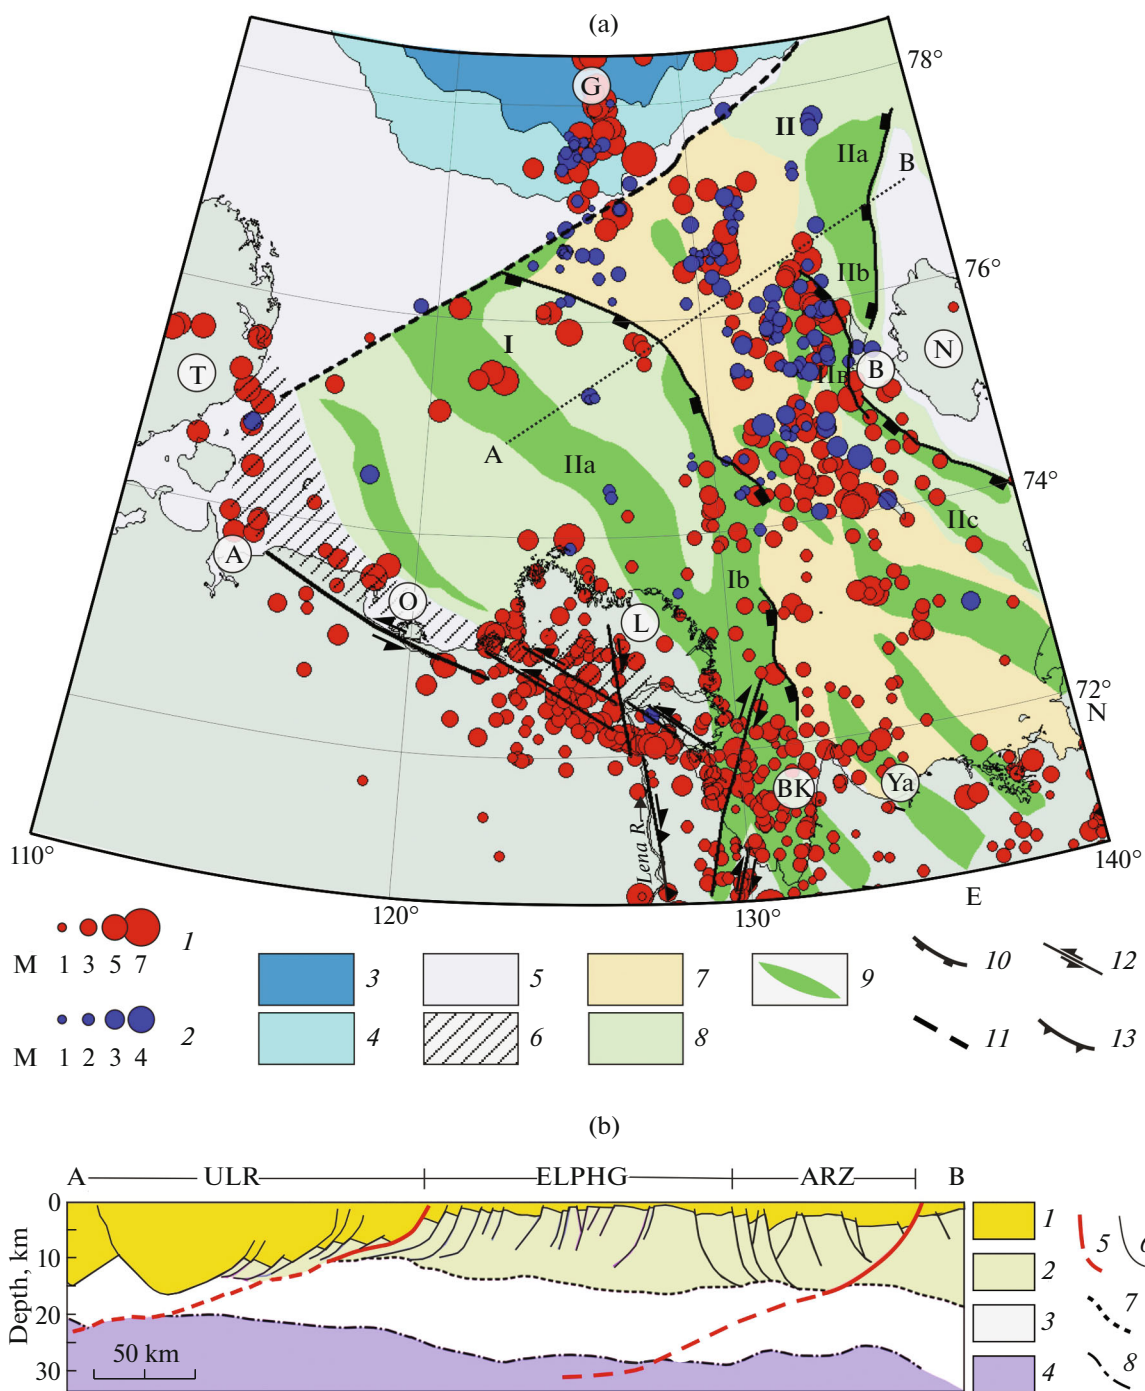 (a)
78°
G
II
IIa
B
76°
IIb
N
T
I
IIв
B
A
IIa
74°
IIc
A
Ib
O
L
72°
N
BK
Ya
Lena R.
110°
140°
E
120°
130°
1
M 1 3 5 7
2
M 1 2 3 4
3 5 7 9 10 12
4 6 8 11 13
(b)
A ULR ELPHG ARZ B
0
10
20
30
Depth, km
50 km
1 5 6
2
3 7
4 8